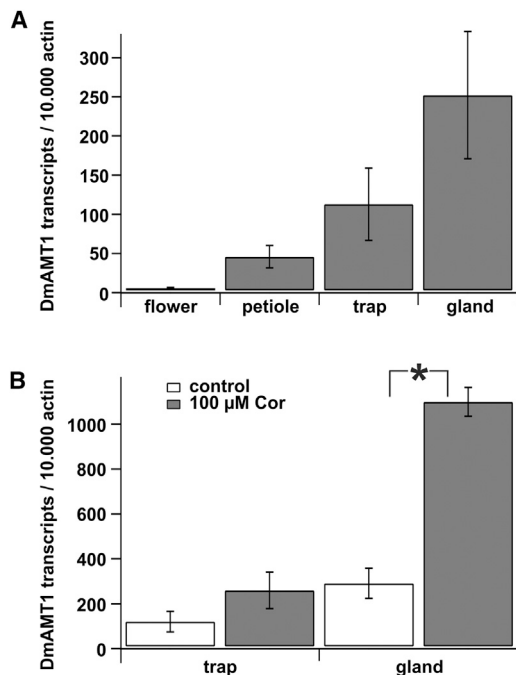 A
DmAMT1 transcripts / 10.000 actin
300
250
200
150
100
50
0
flower petiole trap gland
B
DmAMT1 transcripts / 10.000 actin
control
100 µM Cor
*
1000
800
600
400
200
0
trap gland